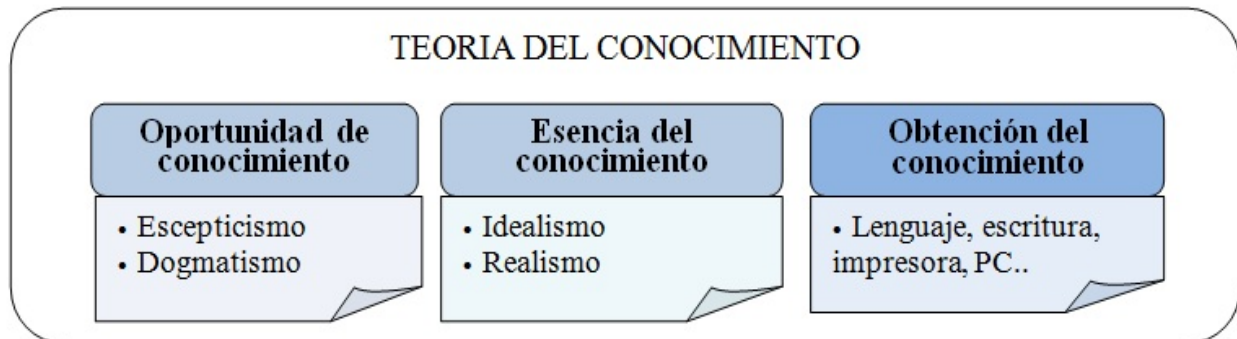 TEORIA DEL CONOCIMIENTO
Oportunidad de
conocimiento
• Escepticismo
• Dogmatismo
Esencia del
conocimiento
• Idealismo
• Realismo
Obtención del
conocimiento
• Lenguaje, escritura,
impresora, PC..